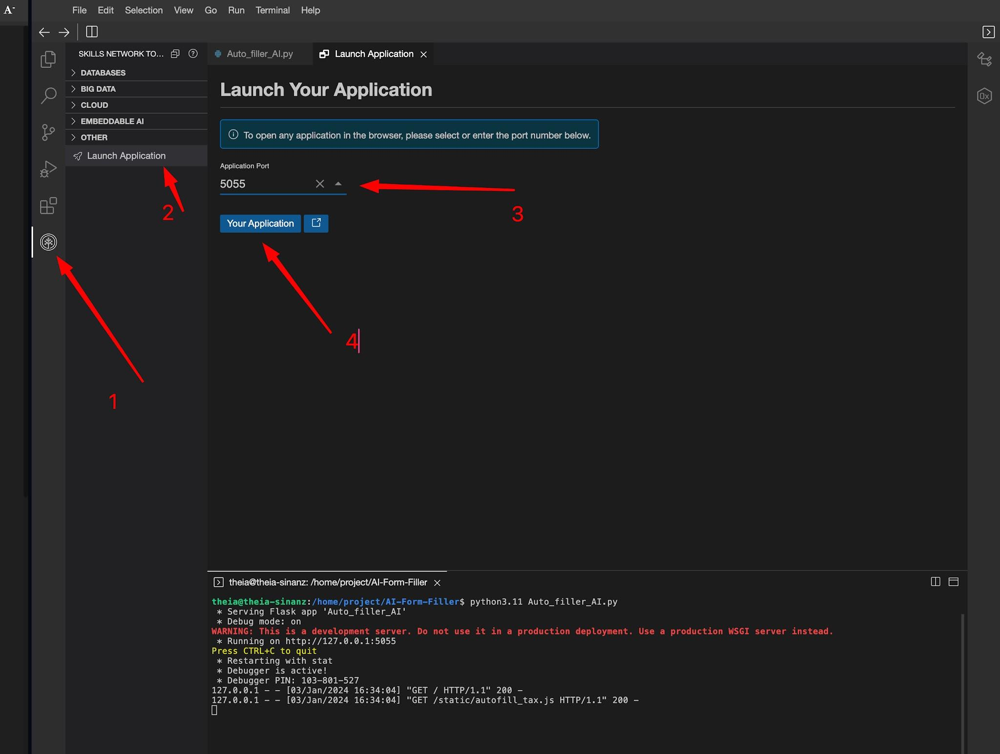 A-
File Edit Selection View Go Run Terminal Help
SKILLS NETWORK TO...
DATABASES
BIG DATA
CLOUD
EMBEDDABLE AI
OTHER
Launch Application
Auto_filler_AI.py
Launch Application
Launch Your Application
To open any application in the browser, please select or enter the port number below.
Application Port
5055
Your Application
1
2
3
4
0x
theia@theia-sinanz: /home/project/AI-Form-Filler
theia@theia-sinanz:/home/project/AI-Form-Filler$ python3.11 Auto_filler_AI.py
* Serving Flask app 'Auto_filler_AI'
* Debug mode: on
WARNING: This is a development server. Do not use it in a production deployment. Use a production WSGI server instead.
* Running on http://127.0.0.1:5055
Press CTRL+C to quit
* Restarting with stat
* Debugger is active!
* Debugger PIN: 103-801-527
127.0.0.1 - - [03/Jan/2024 16:34:04] "GET / HTTP/1.1" 200 -
127.0.0.1 - - [03/Jan/2024 16:34:04] "GET /static/autofill_tax.js HTTP/1.1" 200 -